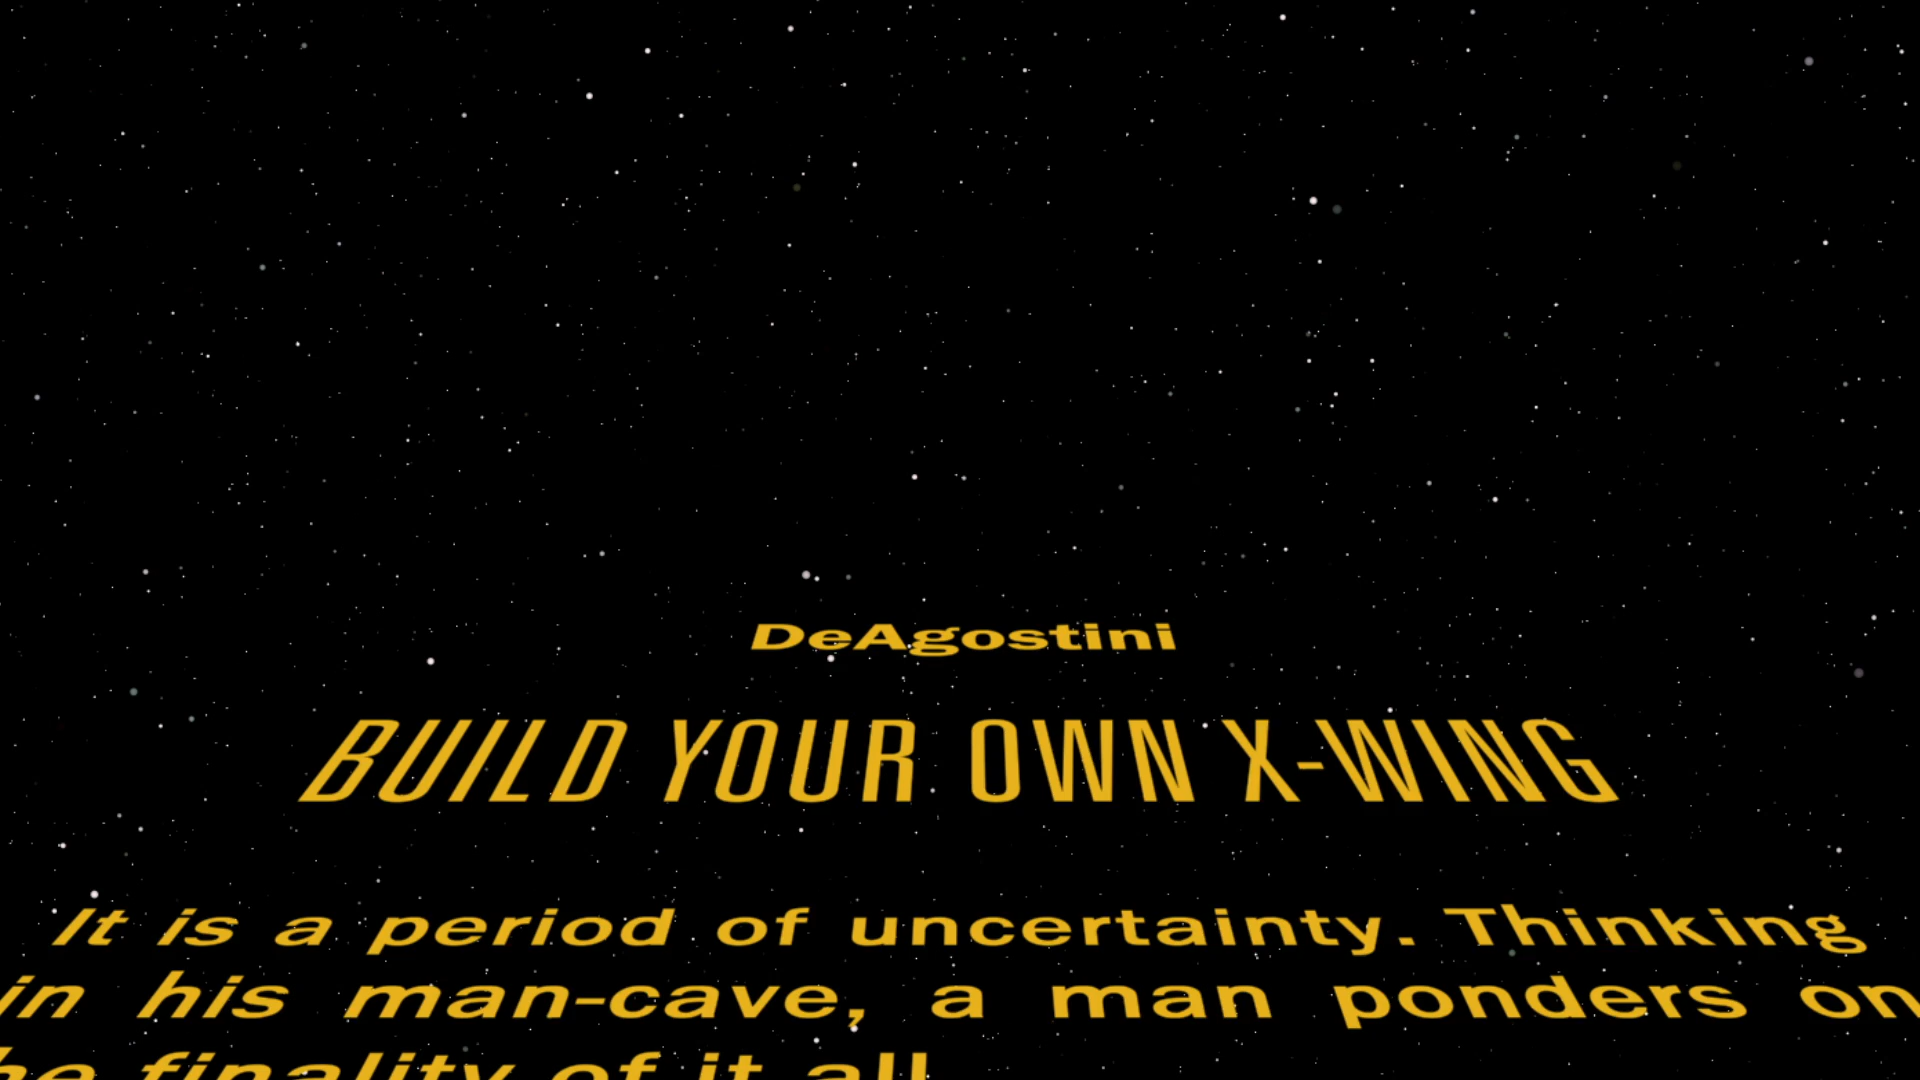 DeAgostini
BUILD YOUR OWN X-WING
It is a period of uncertainty. Thinking
in his man-cave, a man ponders on
he finality of it all